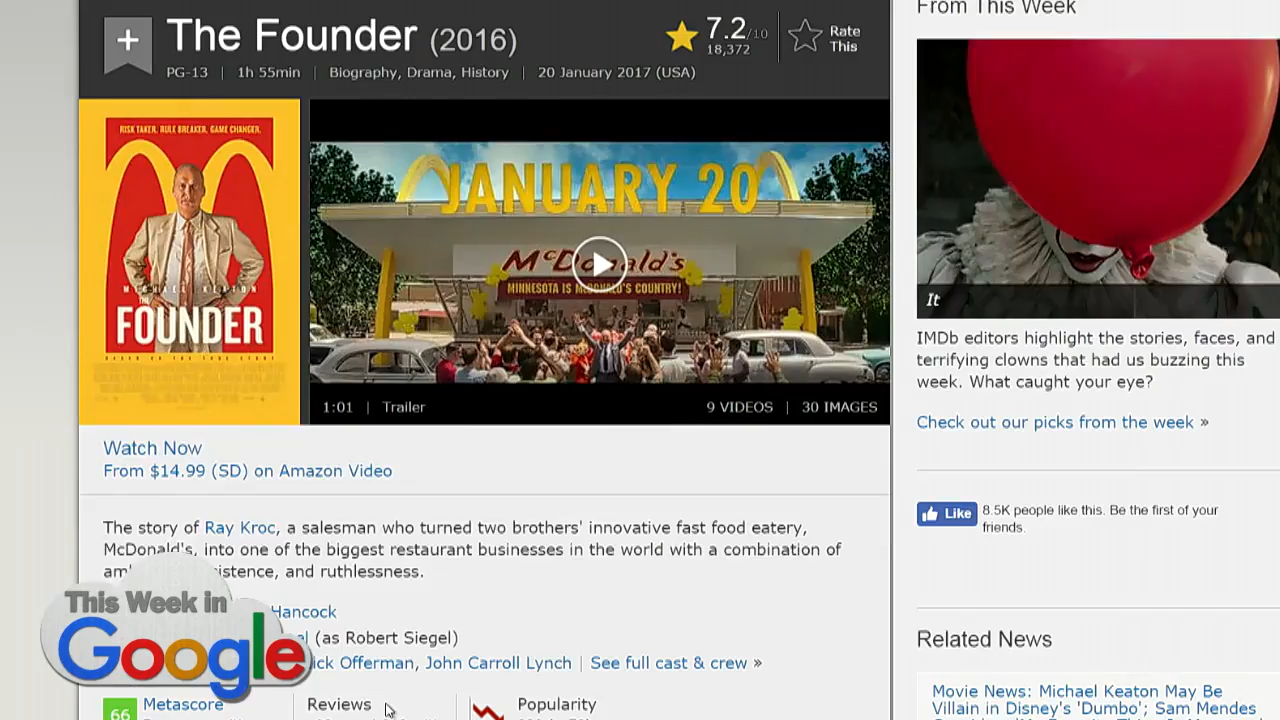 The Founder (2016)
7.2/10
18,372
Rate This
PG-13 | 1h 55min | Biography, Drama, History | 20 January 2017 (USA)
RISK TAKER. RULE BREAKER. GAME CHANGER.
MICHAEL KEATON
THE
FOUNDER
BASED ON THE TRUE STORY
JANUARY 20
McDonald's
MINNESOTA IS McDONALD'S COUNTRY!
1:01 | Trailer
9 VIDEOS | 30 IMAGES
Watch Now
From $14.99 (SD) on Amazon Video
The story of Ray Kroc, a salesman who turned two brothers' innovative fast food eatery,
McDonald's, into one of the biggest restaurant businesses in the world with a combination of
istence, and ruthlessness.
Hancock
(as Robert Siegel)
Offerman, John Carroll Lynch | See full cast & crew »
66
Metascore
Reviews
Popularity
This Week in
Google
From This Week
It
IMDb editors highlight the stories, faces, and
terrifying clowns that had us buzzing this
week. What caught your eye?
Check out our picks from the week »
Like
8.5K people like this. Be the first of your
friends.
Related News
Movie News: Michael Keaton May Be
Villain in Disney's 'Dumbo'; Sam Mendes